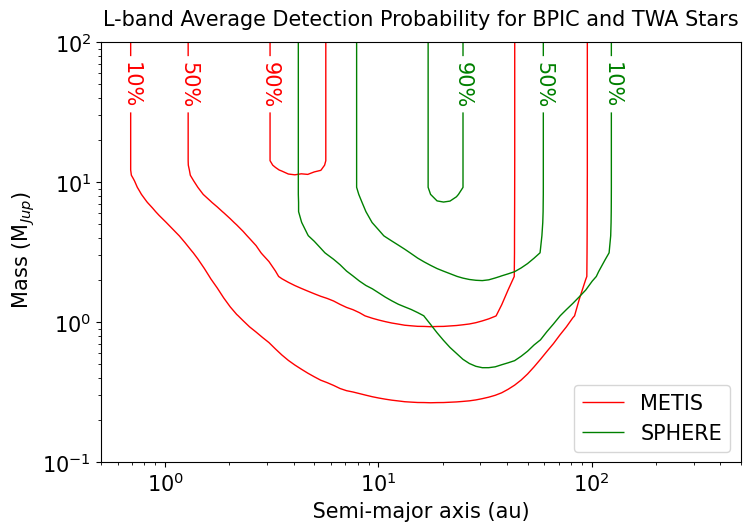 L-band Average Detection Probability for BPIC and TWA Stars
10²
10¹
10⁰
10⁻¹
Mass (M_Jup)
10%
50%
90%
90%
50%
10%
METIS
SPHERE
10⁰
10¹
10²
Semi-major axis (au)